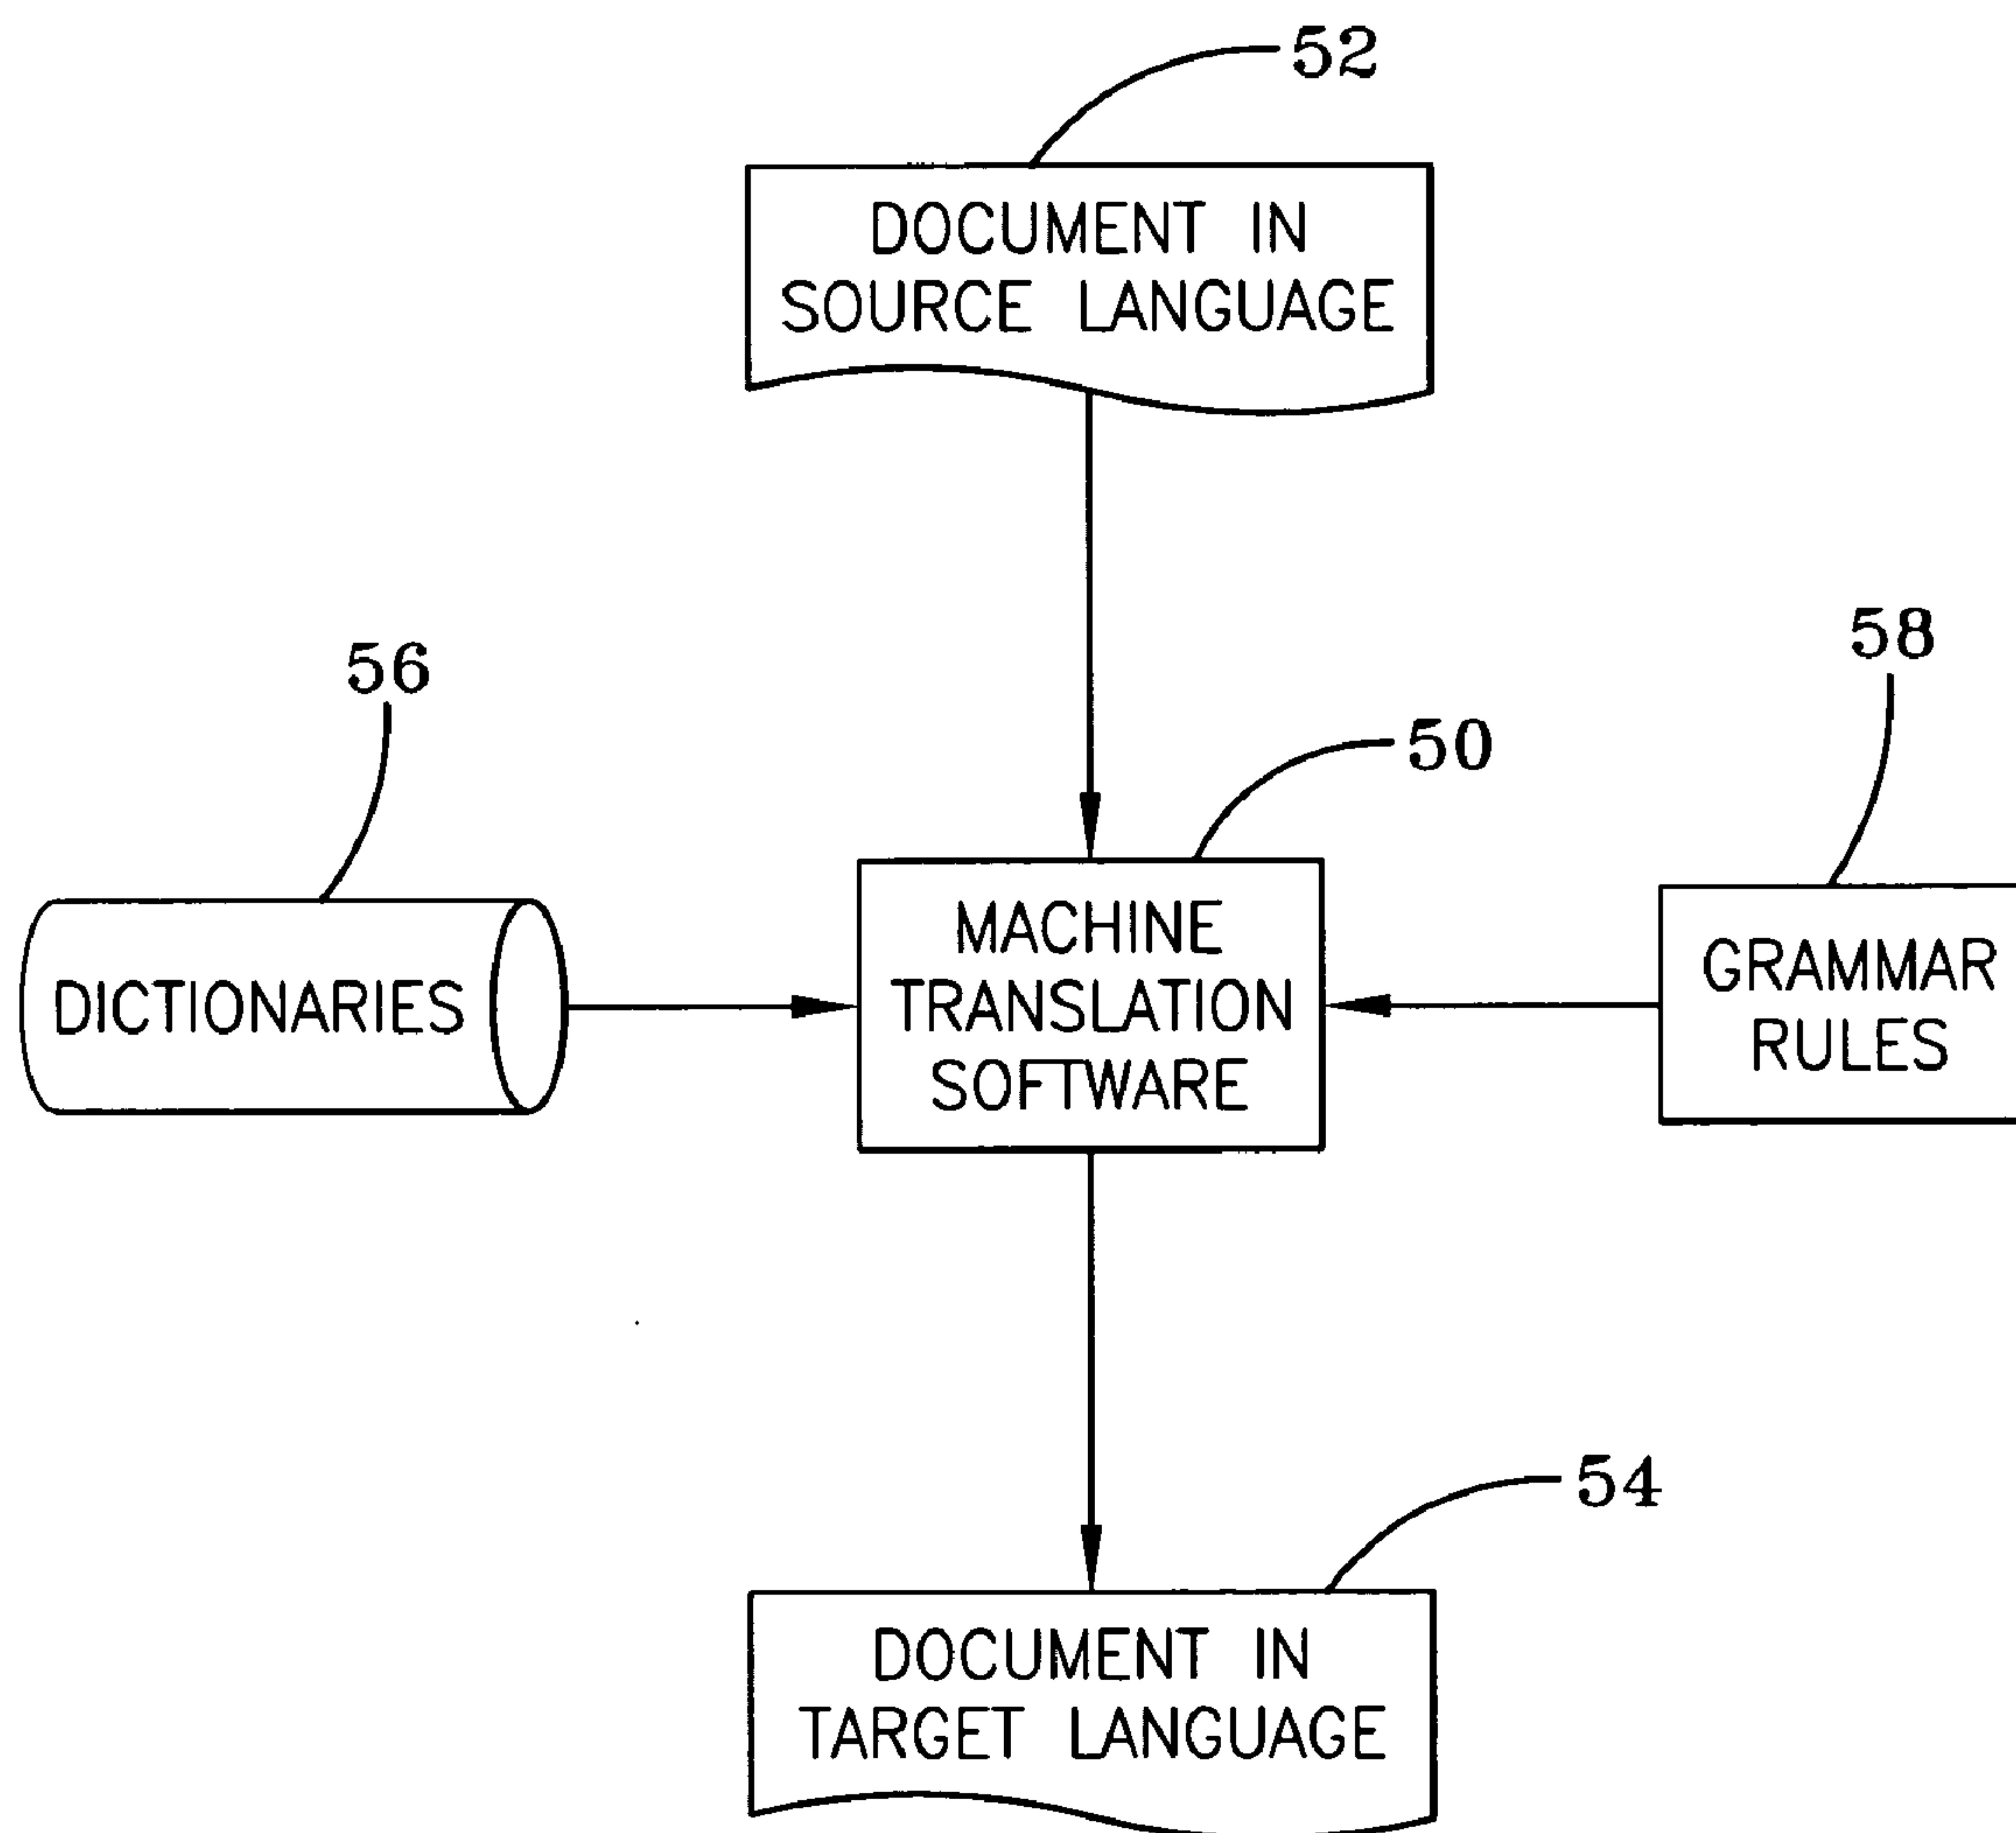 52
DOCUMENT IN
SOURCE LANGUAGE
56
58
50
DICTIONARIES
MACHINE
TRANSLATION
SOFTWARE
GRAMMAR
RULES
54
DOCUMENT IN
TARGET LANGUAGE